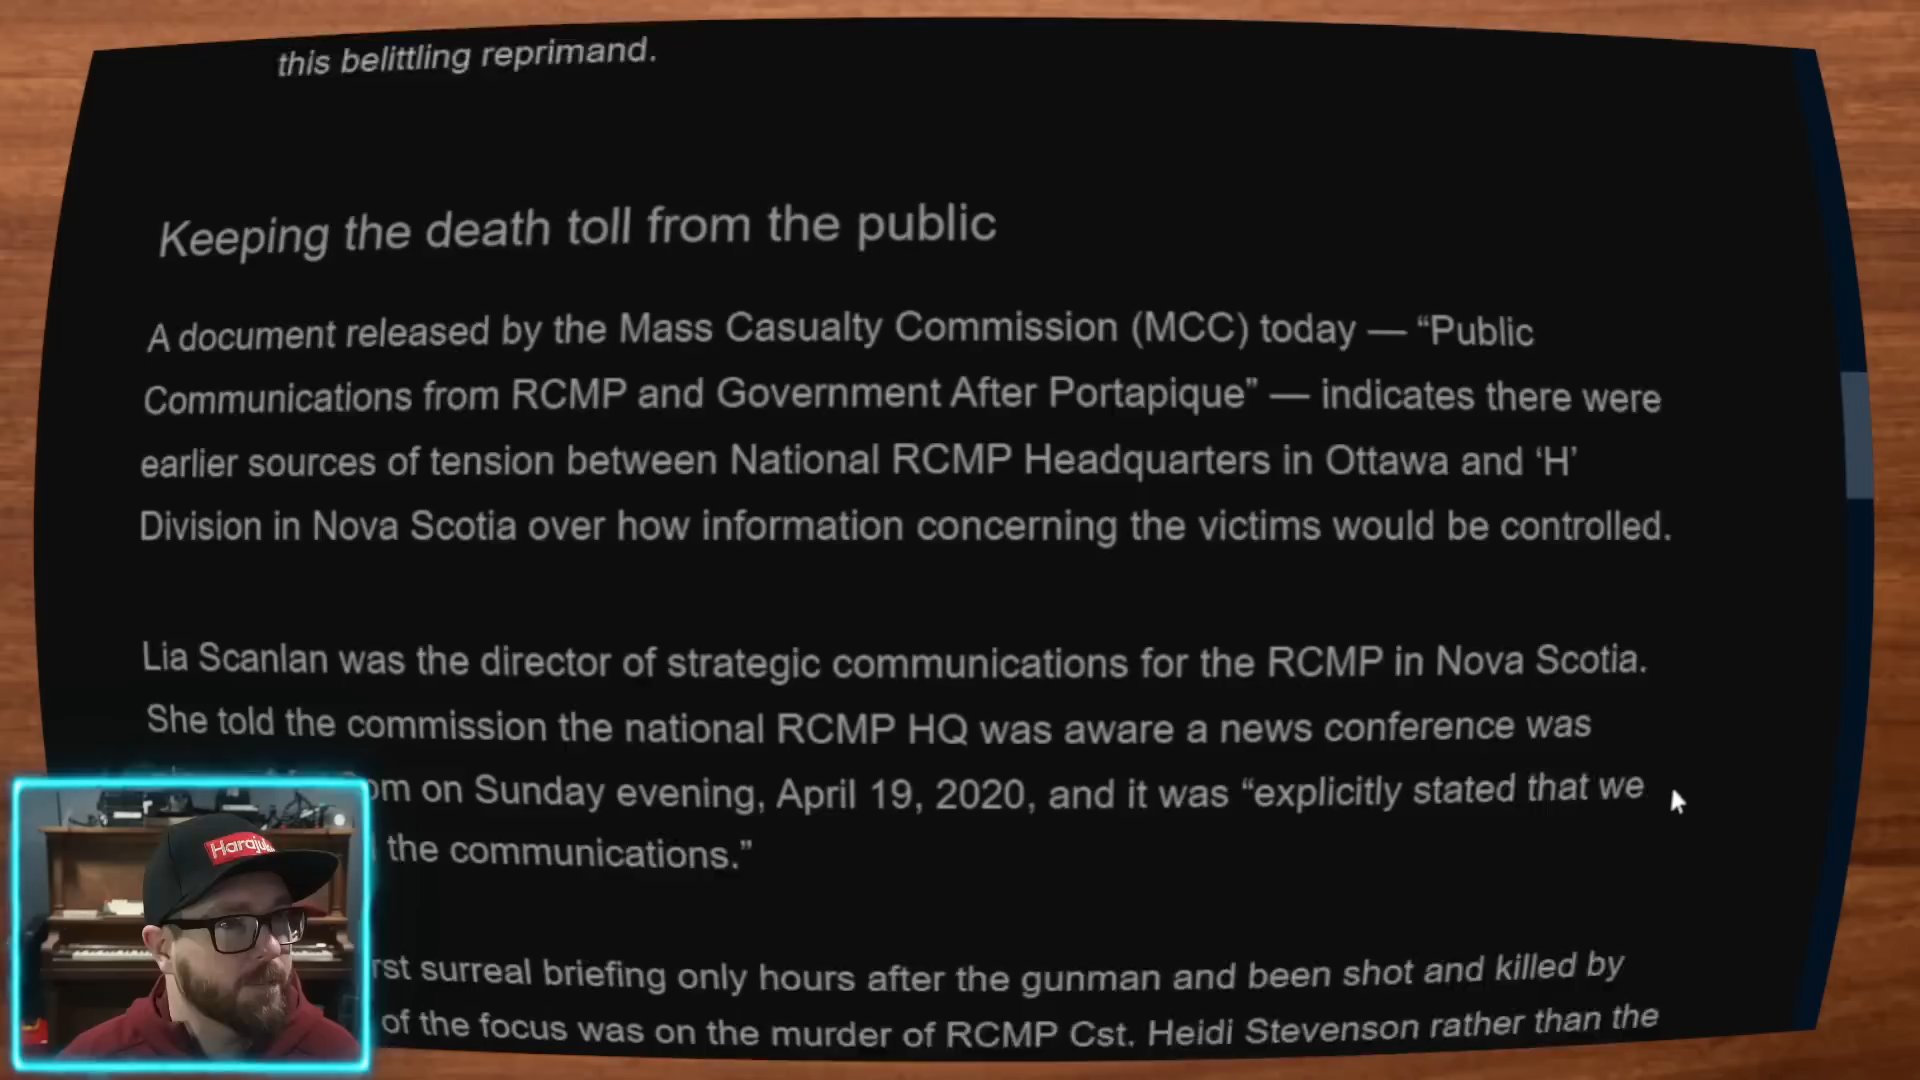 this belittling reprimand.
Keeping the death toll from the public
A document released by the Mass Casualty Commission (MCC) today — “Public
Communications from RCMP and Government After Portapique” — indicates there were
earlier sources of tension between National RCMP Headquarters in Ottawa and ‘H’
Division in Nova Scotia over how information concerning the victims would be controlled.
Lia Scanlan was the director of strategic communications for the RCMP in Nova Scotia.
She told the commission the national RCMP HQ was aware a news conference was
on Sunday evening, April 19, 2020, and it was “explicitly stated that we
the communications.”
surreal briefing only hours after the gunman and been shot and killed by
of the focus was on the murder of RCMP Cst. Heidi Stevenson rather than the